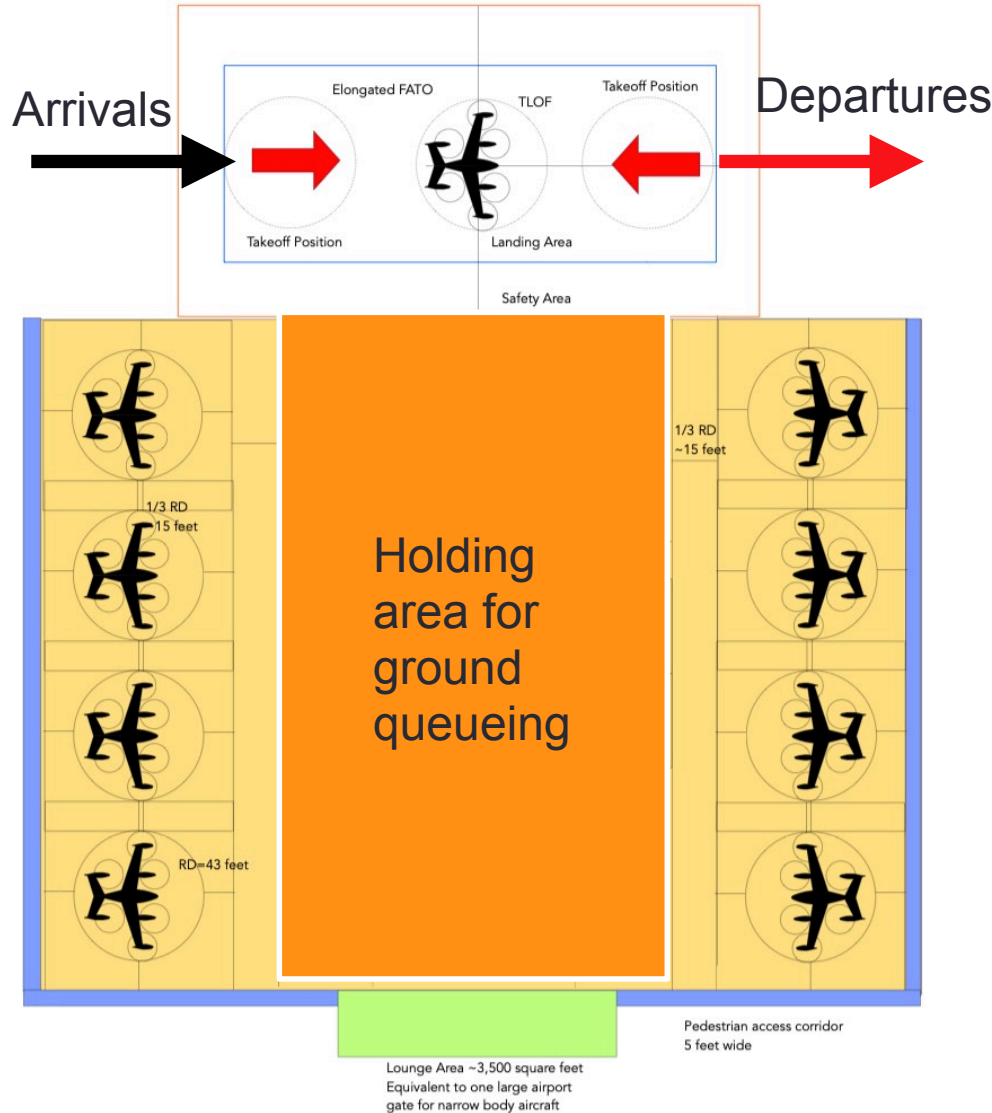 Elongated FATO
TLOF
Takeoff Position
Arrivals
Departures
Takeoff Position
Landing Area
Safety Area
1/3 RD
~15 feet
1/3 RD
15 feet
Holding
area for
ground
queueing
RD=43 feet
Pedestrian access corridor
5 feet wide
Lounge Area ~3,500 square feet
Equivalent to one large airport
gate for narrow body aircraft